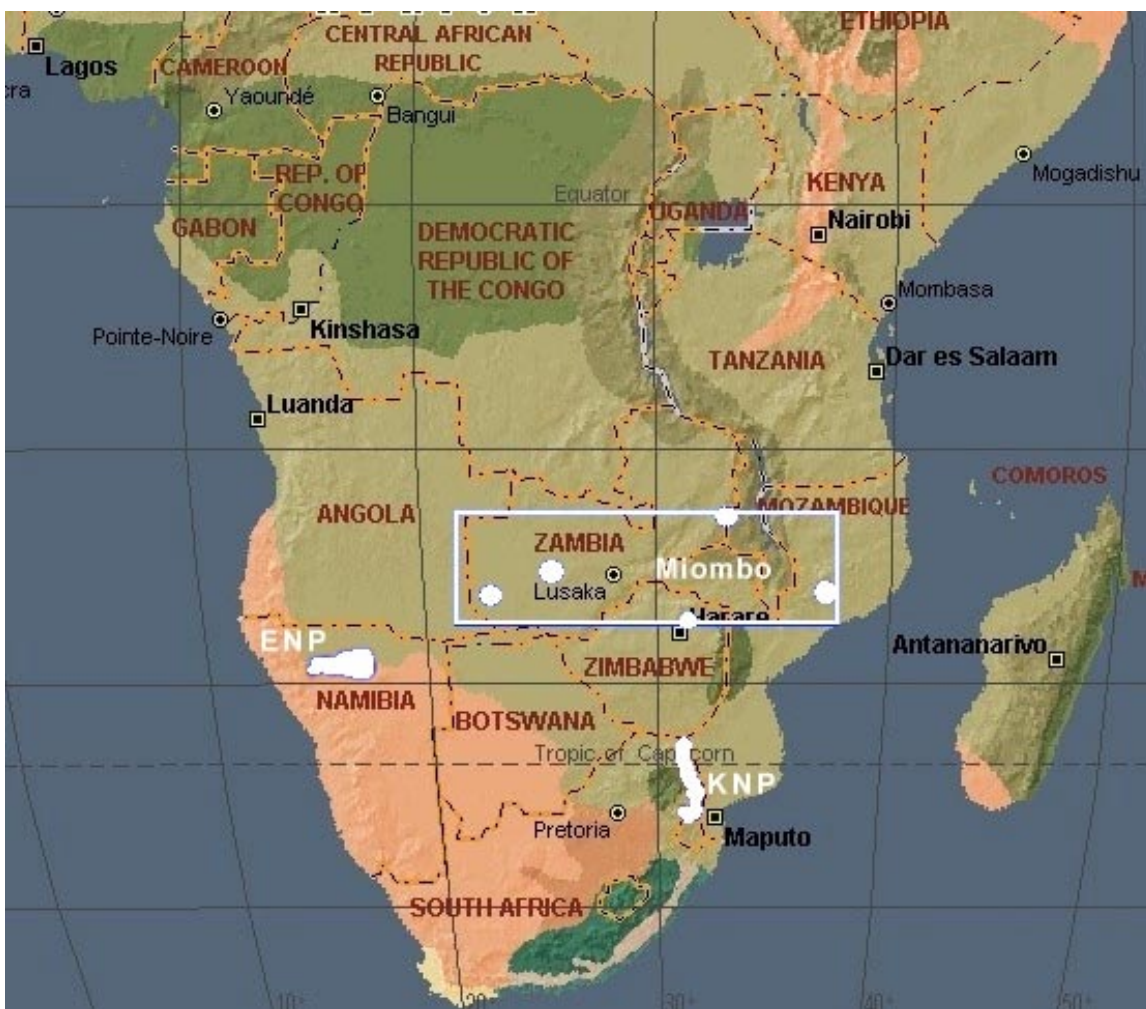 ETHIOPIA
CENTRAL AFRICAN
REPUBLIC
Lagos
CAMEROON
cra
Yaoundé
Bangui
Mogadishu
REP. OF
CONGO
Equator
KENYA
UGANDA
GABON
Nairobi
DEMOCRATIC
REPUBLIC OF
THE CONGO
Mombasa
Pointe-Noire
Kinshasa
TANZANIA
Dar es Salaam
Luanda
COMOROS
ANGOLA
MOZAMBIQUE
ZAMBIA
Miombo
Lusaka
M
Harare
ENP
Antananarivo
ZIMBABWE
NAMIBIA
BOTSWANA
Tropic of Capricorn
KNP
Pretoria
Maputo
SOUTH AFRICA
10° 20° 30° 40° 50°